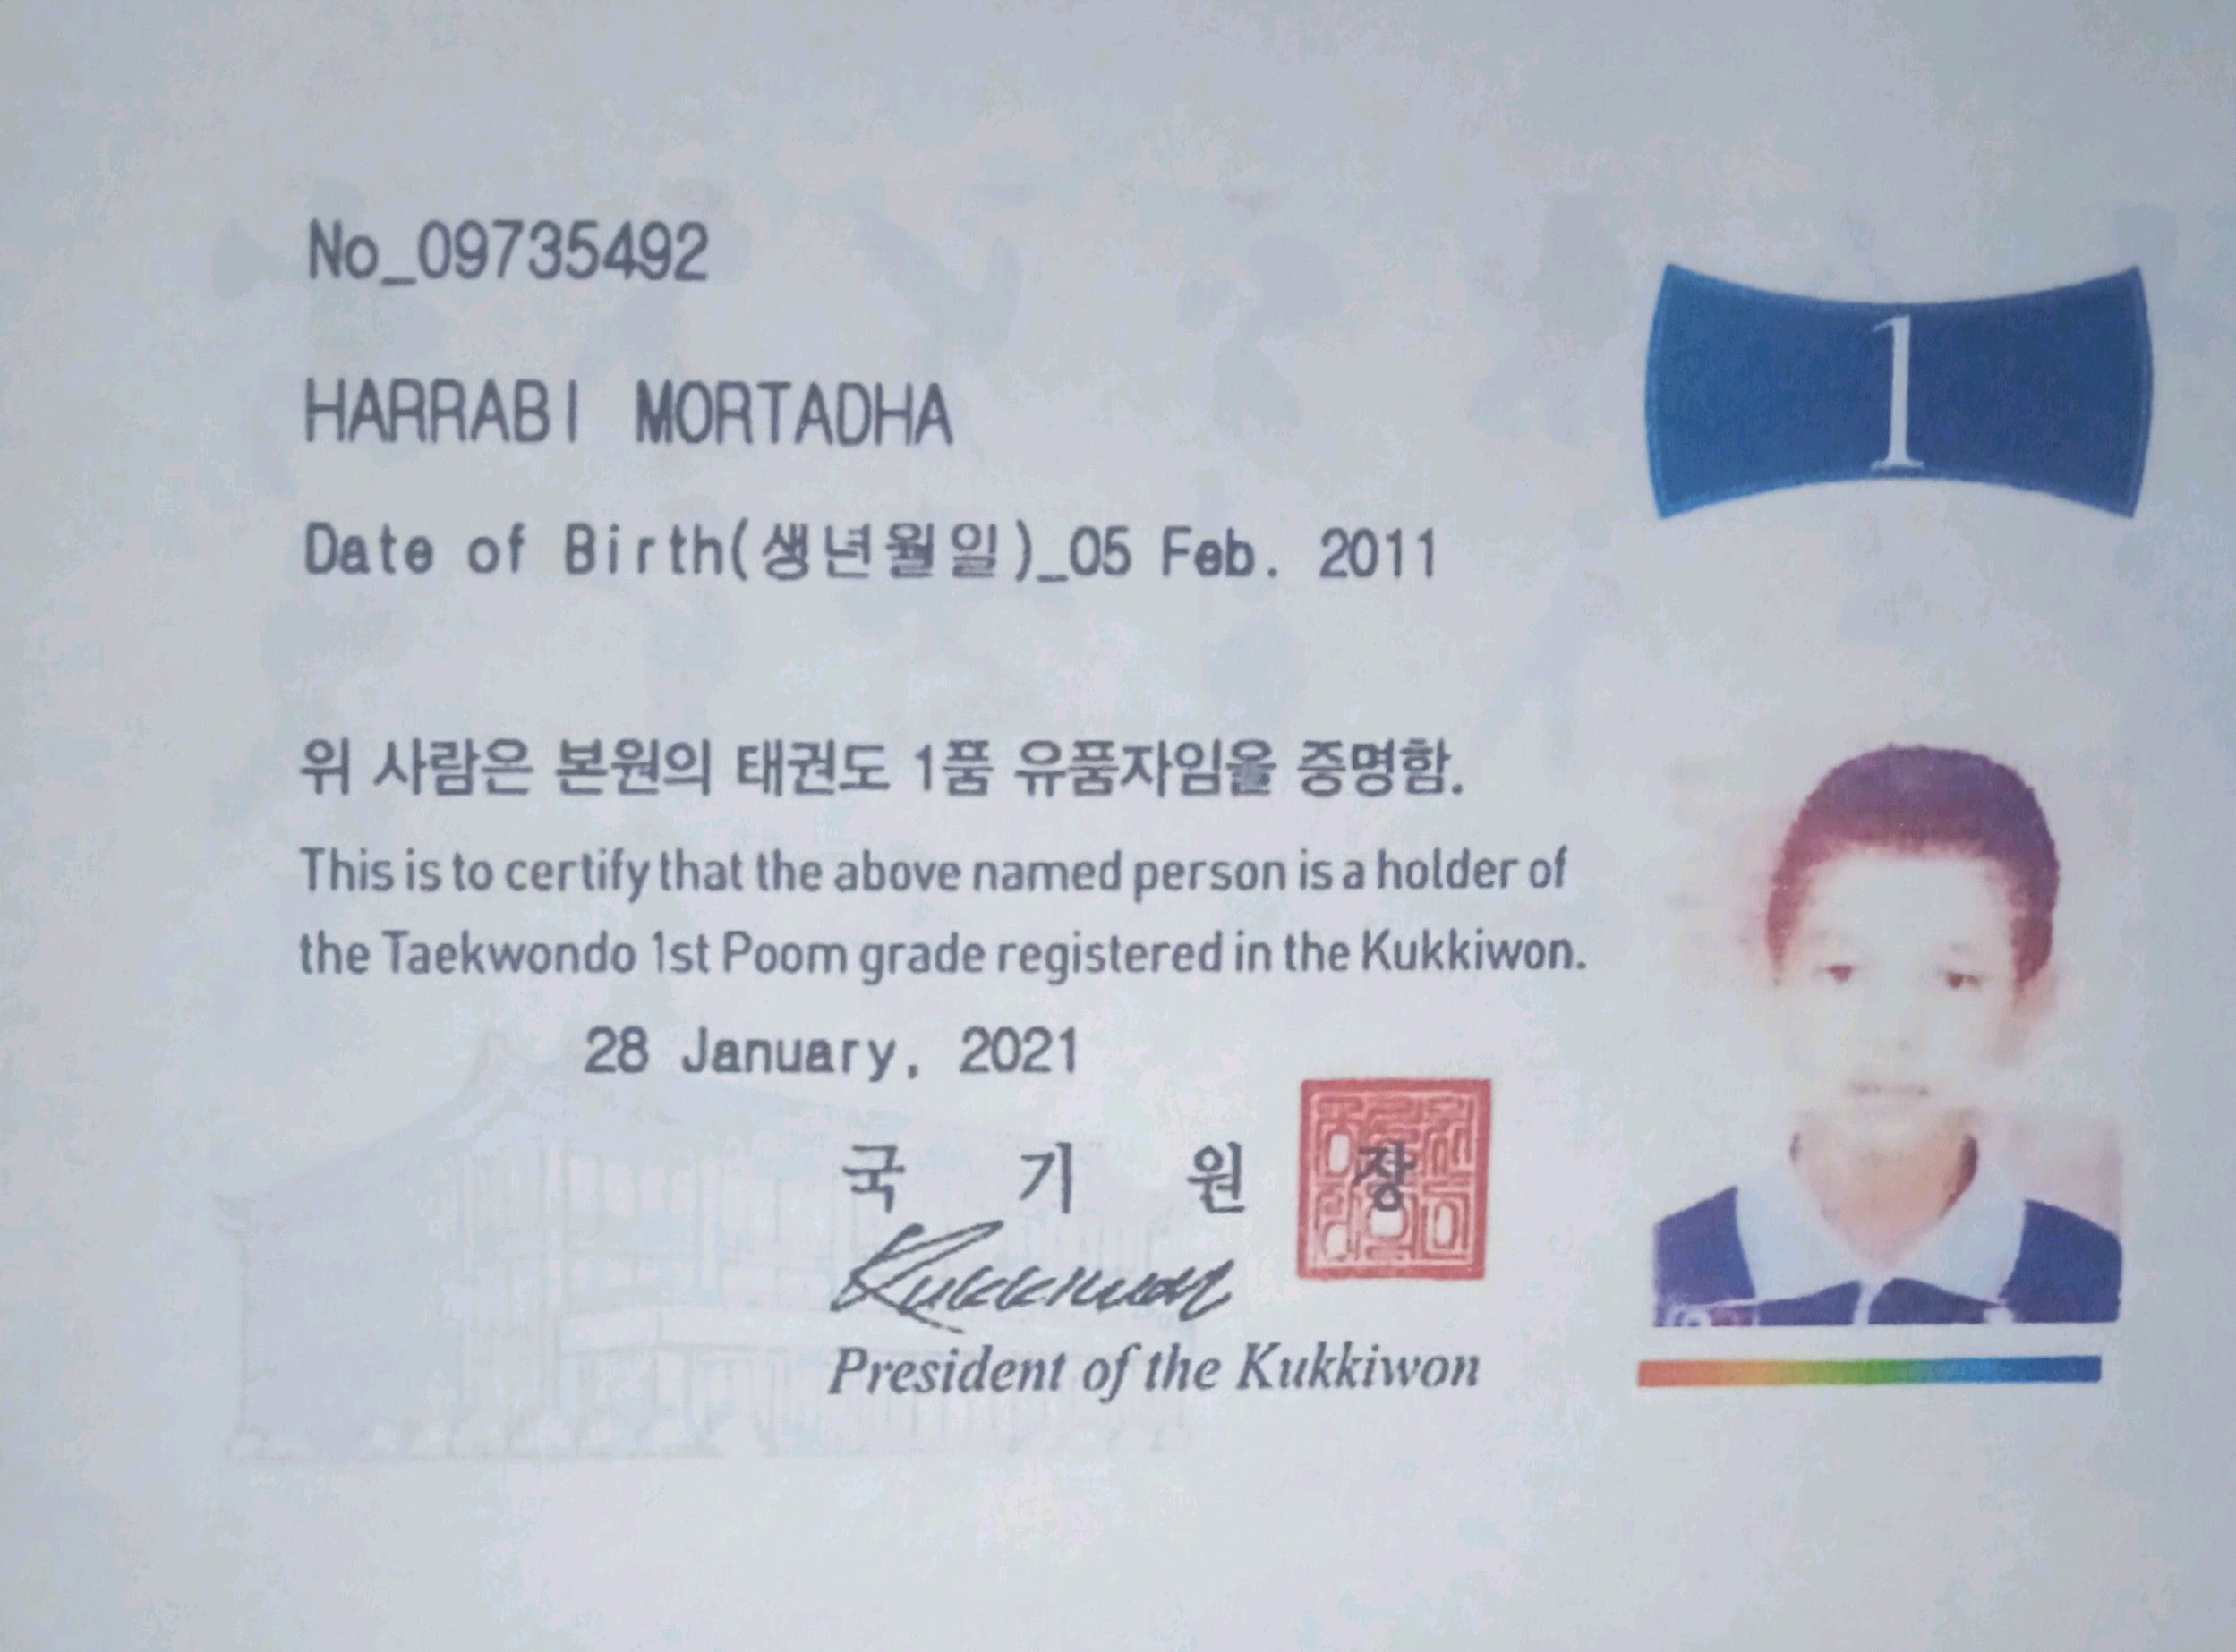 No_09735492
1
HARRABI MORTADHA
Date of Birth(생년월일)_05 Feb. 2011
위 사람은 본원의 태권도 1품 유품자임을 증명함.
This is to certify that the above named person is a holder of
the Taekwondo 1st Poom grade registered in the Kukkiwon.
28 January, 2021
국 기 원 장
Kukkiwon
President of the Kukkiwon